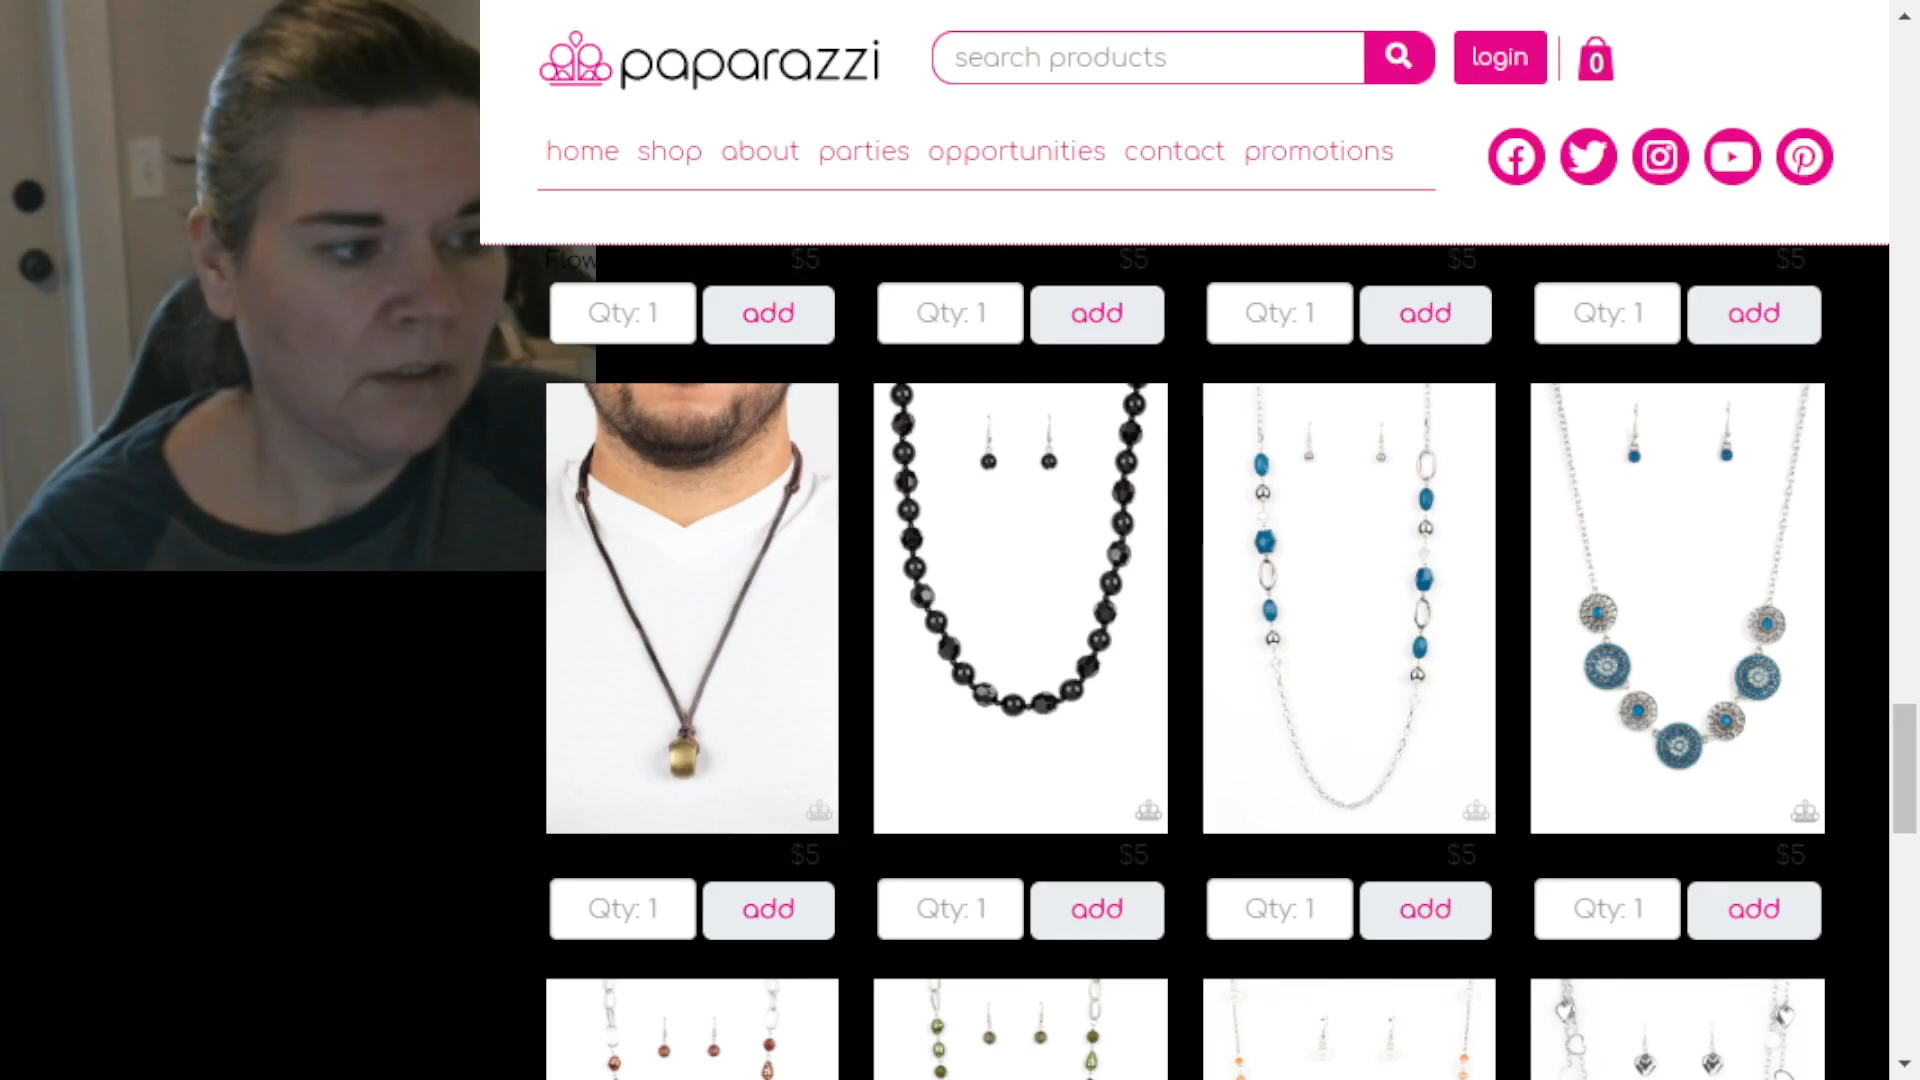 paparazzi
search products
login
0
home shop about parties opportunities contact promotions
Flow
$5 $5 $5 $5
Qty: 1 add Qty: 1 add Qty: 1 add Qty: 1 add
$5 $5 $5 $5
Qty: 1 add Qty: 1 add Qty: 1 add Qty: 1 add